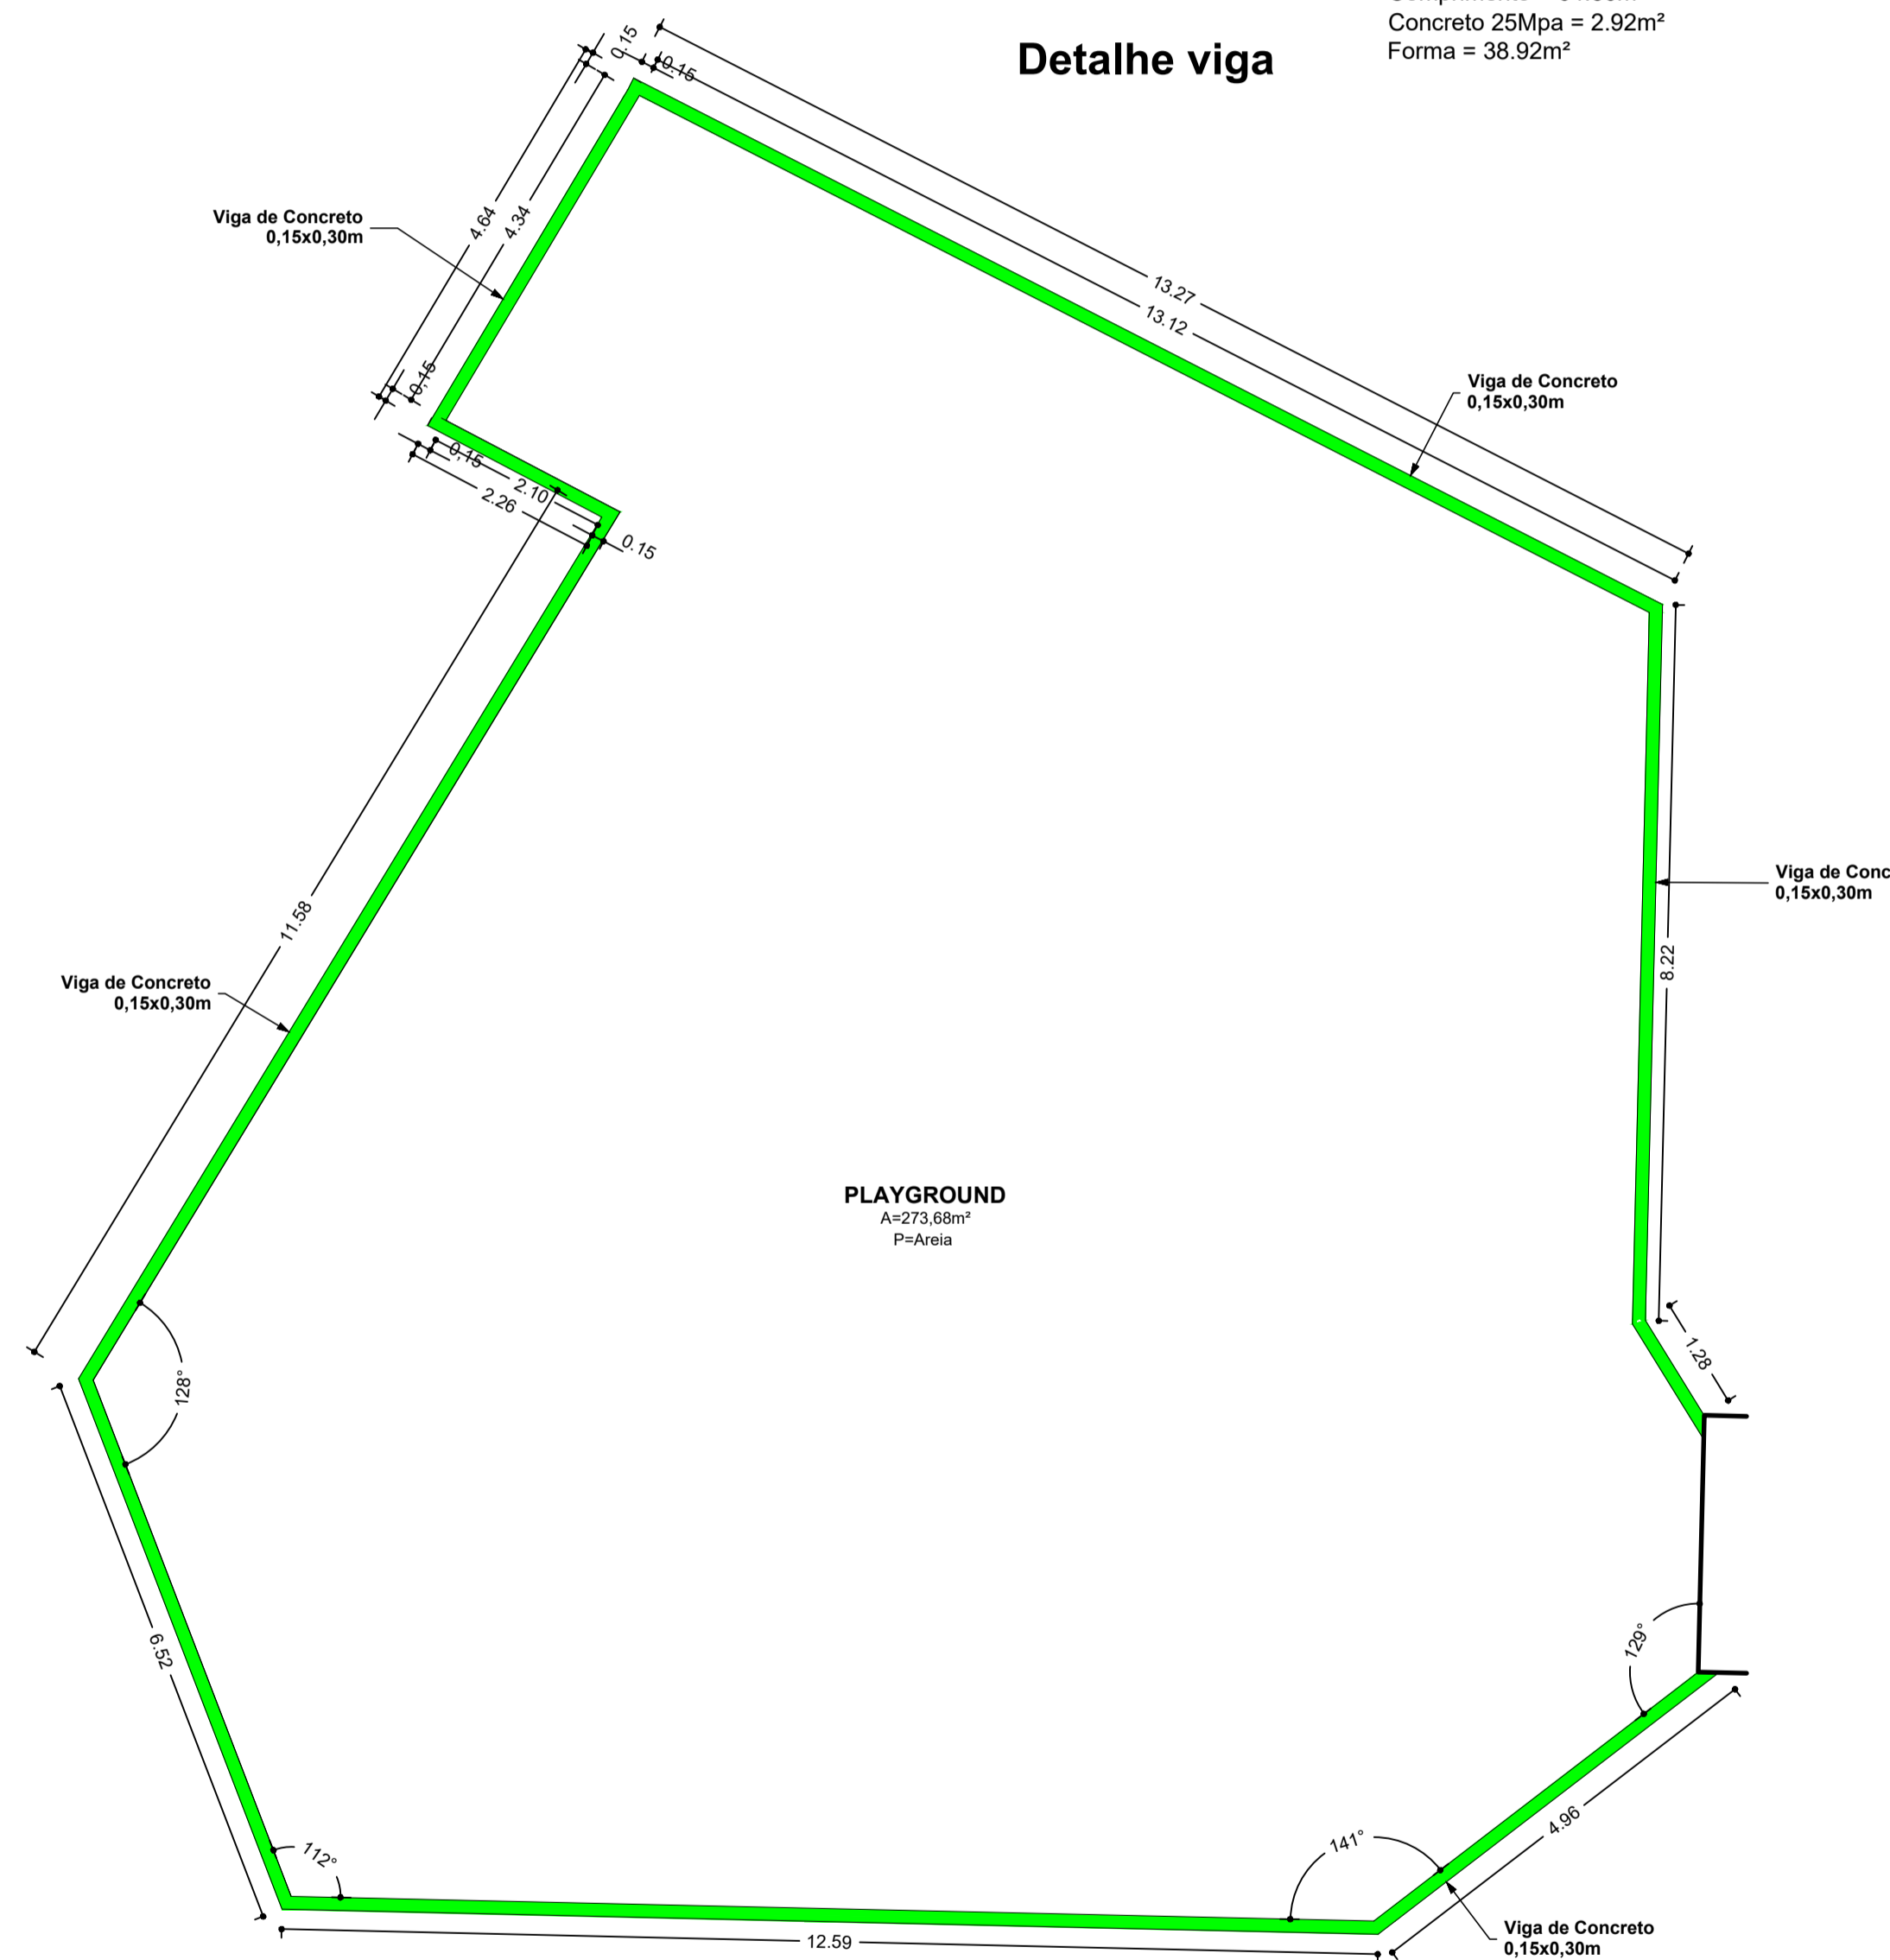 Concreto 25Mpa = 2.92m²
Forma = 38.92m²
Detalhe viga
0.15
0.15
4.64
4.34
Viga de Concreto
0,15x0,30m
13.27
13.12
Viga de Concreto
0,15x0,30m
0,15
0,15
2.10
2.26
0.15
11.58
Viga de Conc
0,15x0,30m
8.22
Viga de Concreto
0,15x0,30m
PLAYGROUND
A=273,68m²
P=Areia
1.28
128°
6.52
129°
112°
141°
4.96
12.59
Viga de Concreto
0,15x0,30m